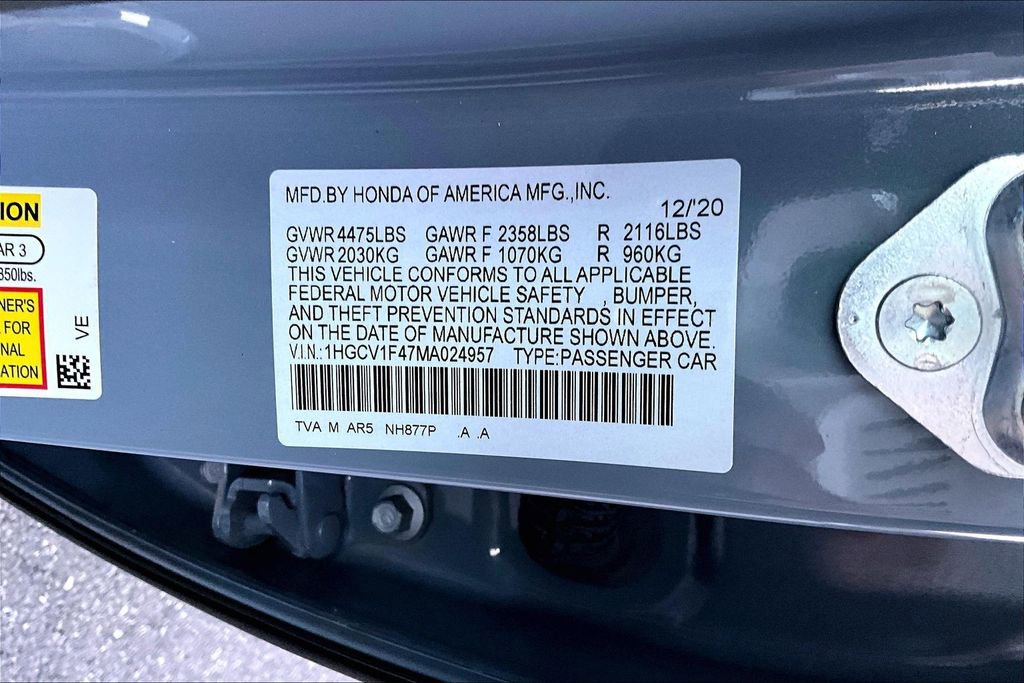 MFD.BY HONDA OF AMERICA MFG.,INC.
12/'20
GVWR 4475LBS GAWR F 2358LBS R 2116LBS
GVWR 2030KG GAWR F 1070KG R 960KG
THIS VEHICLE CONFORMS TO ALL APPLICABLE
FEDERAL MOTOR VEHICLE SAFETY , BUMPER,
AND THEFT PREVENTION STANDARDS IN EFFECT
ON THE DATE OF MANUFACTURE SHOWN ABOVE.
V.I.N.:1HGCV1F47MA024957 TYPE:PASSENGER CAR
TVA M AR5 NH877P .A .A
ION
AR 3
850lbs.
NER'S
FOR
NAL
ATION
VE